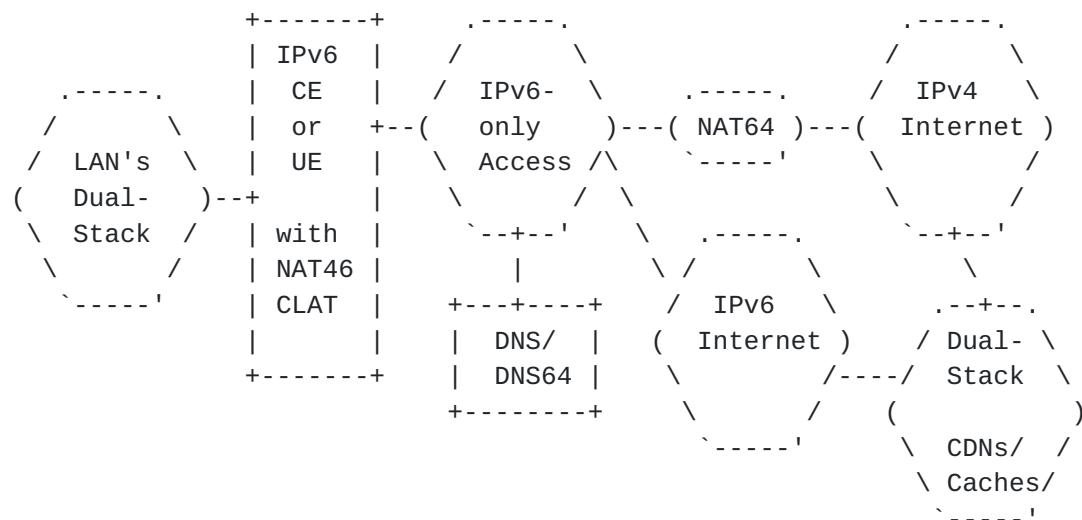 IPv6
CE
or
UE
with
NAT46
CLAT
LAN's
Dual-
Stack
IPv6-
only
Access
DNS/
DNS64
NAT64
IPv4
Internet
IPv6
Internet
Dual-
Stack
CDNs/
Caches